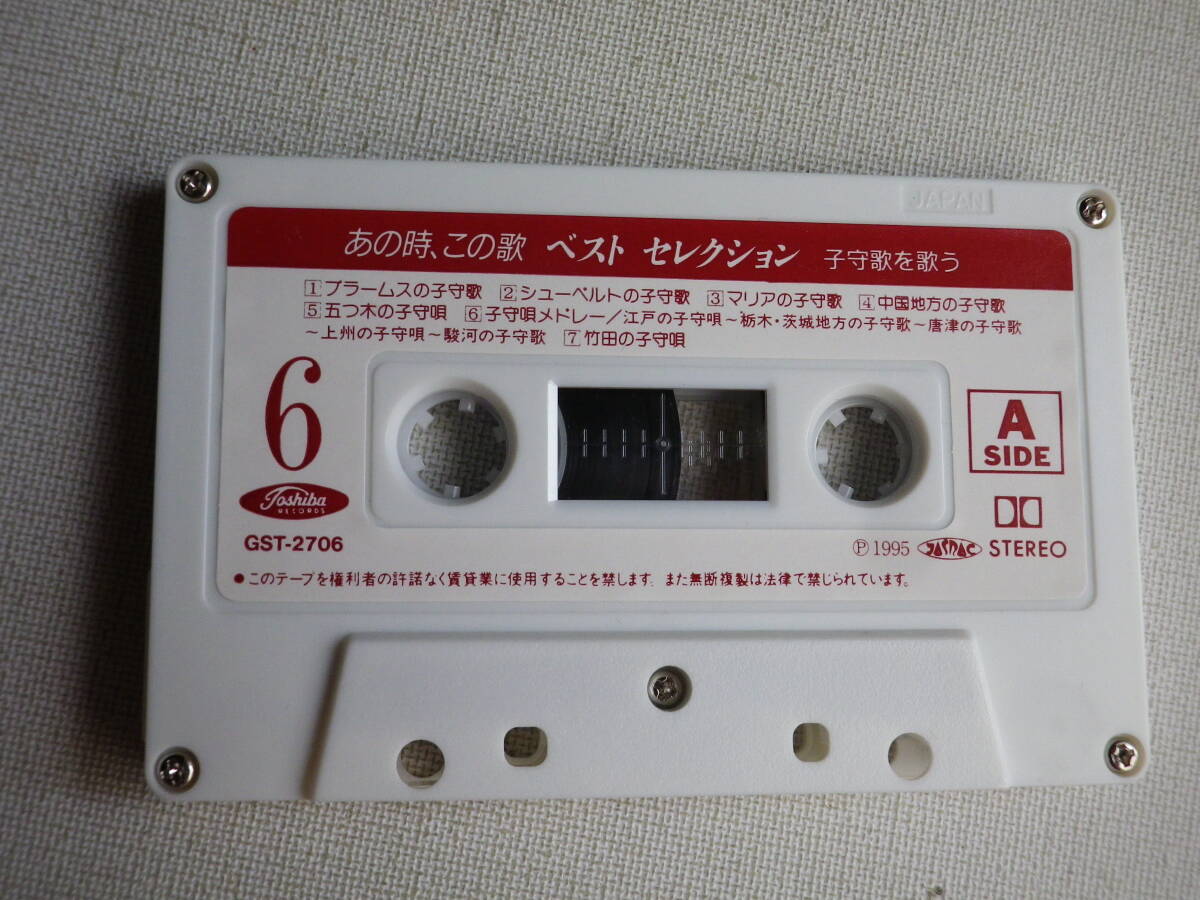 JAPAN
あの時、この歌 ベスト セレクション 子守歌を歌う
1 ブラームスの子守歌 2 シューベルトの子守歌 3 マリアの子守歌 4 中国地方の子守歌
5 五つ木の子守唄 6 子守唄メドレー/江戸の子守唄～栃木・茨城地方の子守歌～唐津の子守歌
～上州の子守唄～駿河の子守歌 7 竹田の子守唄
6
A
SIDE
Toshiba
RECORDS
GST-2706
Ⓟ1995 JASRAC STEREO
●このテープを権利者の許諾なく賃貸業に使用することを禁します。また無断複製は法律で禁じられています。